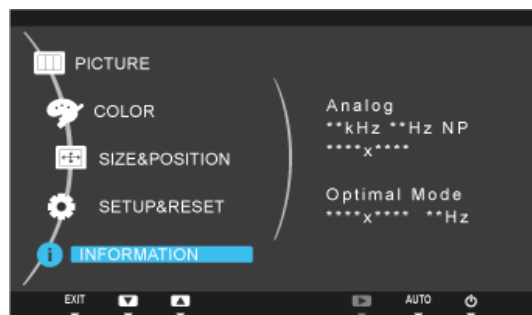 PICTURE
COLOR
SIZE&POSITION
SETUP&RESET
INFORMATION
Analog
**kHz **Hz NP
****x****
Optimal Mode
****x**** **Hz
EXIT
AUTO